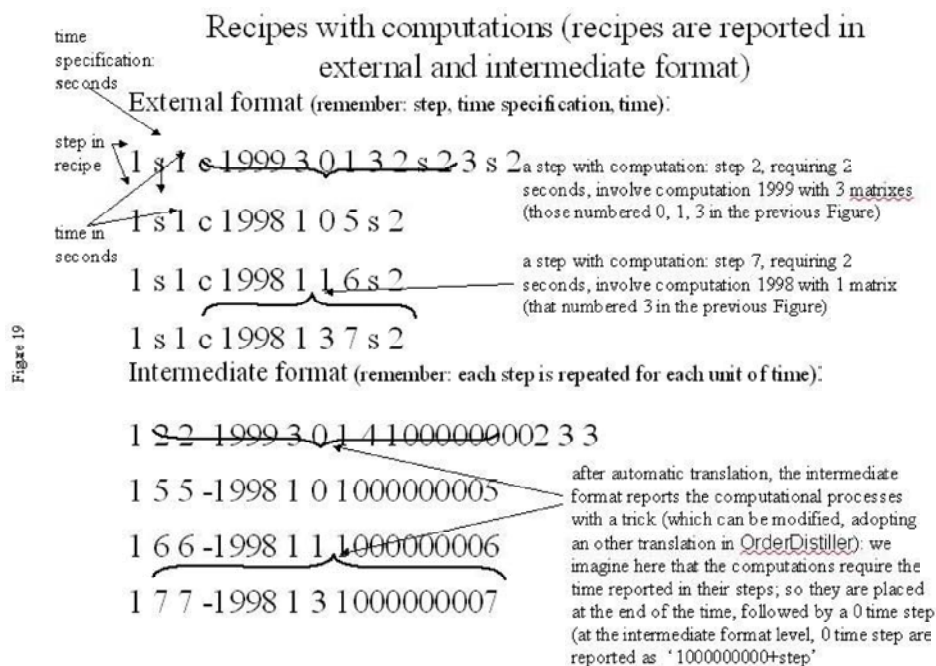 Recipes with computations (recipes are reported in
external and intermediate format)
time
specification:
seconds
External format (remember: step, time specification, time):
step in
recipe
1 s 1 c 1999 3 0 1 3 2 s 2 3 s 2
a step with computation: step 2, requiring 2
seconds, involve computation 1999 with 3 matrixes
(those numbered 0, 1, 3 in the previous Figure)
time in
seconds
1 s 1 c 1998 1 0 5 s 2
1 s 1 c 1998 1 1 6 s 2
a step with computation: step 7, requiring 2
seconds, involve computation 1998 with 1 matrix
(that numbered 3 in the previous Figure)
1 s 1 c 1998 1 3 7 s 2
Figure 19
Intermediate format (remember: each step is repeated for each unit of time):
1 2 2 -1999 3 0 1 4 1000000002 3 3
1 5 5 -1998 1 0 1000000005
1 6 6 -1998 1 1 1000000006
1 7 7 -1998 1 3 1000000007
after automatic translation, the intermediate
format reports the computational processes
with a trick (which can be modified, adopting
an other translation in OrderDistiller): we
imagine here that the computations require the
time reported in their steps; so they are placed
at the end of the time, followed by a 0 time step
(at the intermediate format level, 0 time step are
reported as ‘1000000000+step’